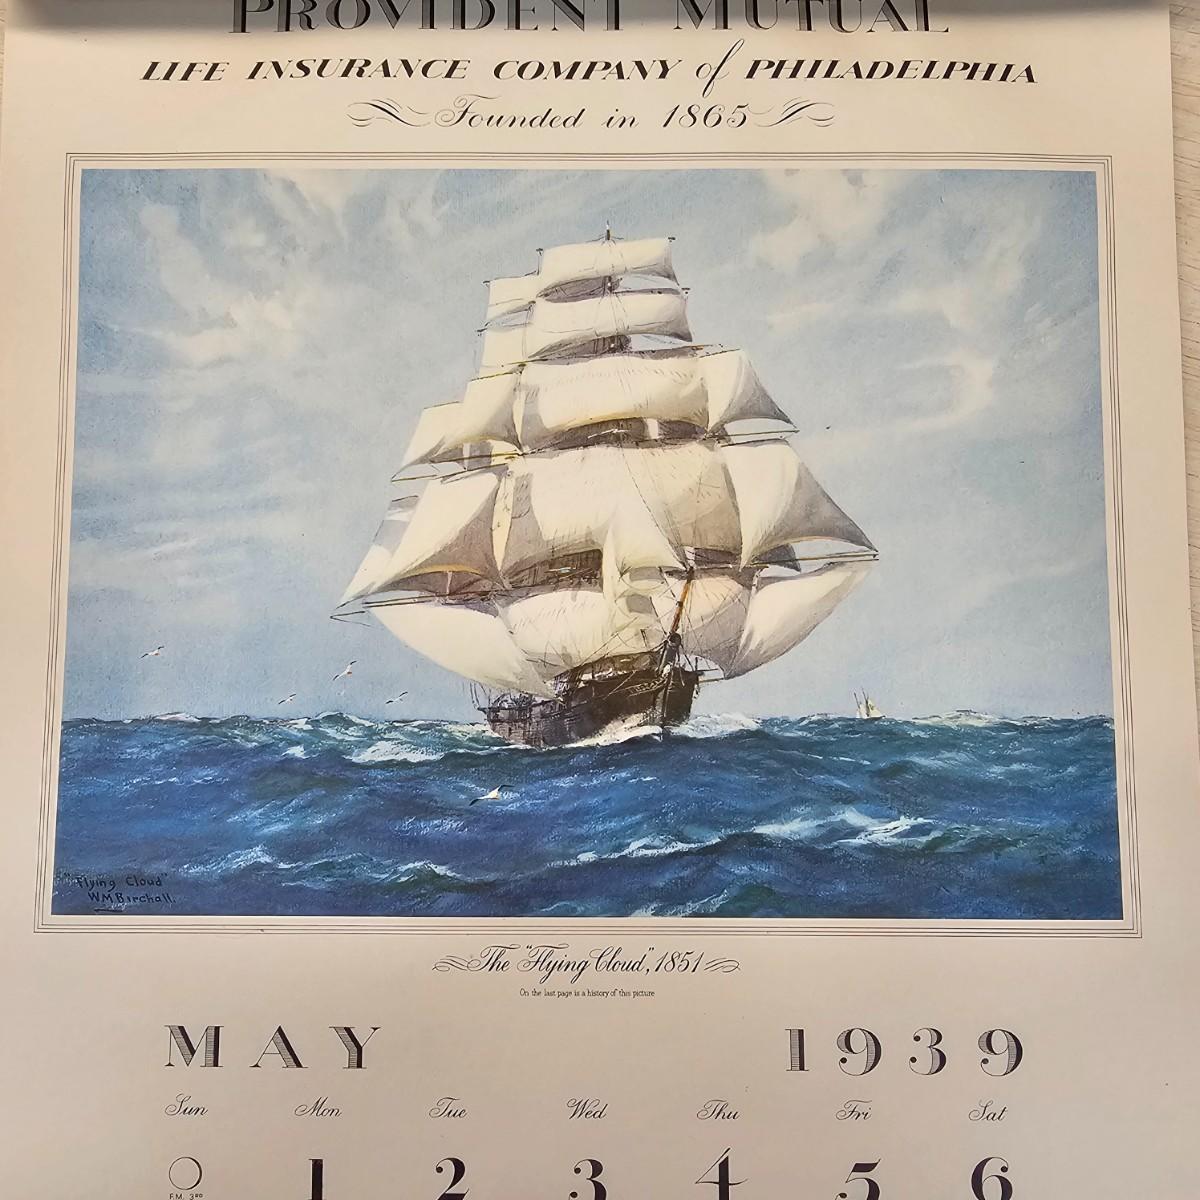 PROVIDENT MUTUAL
LIFE INSURANCE COMPANY of PHILADELPHIA
Founded in 1865
"Flying Cloud"
WM Birchall.
The "Flying Cloud", 1851
On the last page is a history of this picture
MAY 1939
Sun Mon Tue Wed Thu Fri Sat
F.M. 3RD 1 2 3 4 5 6